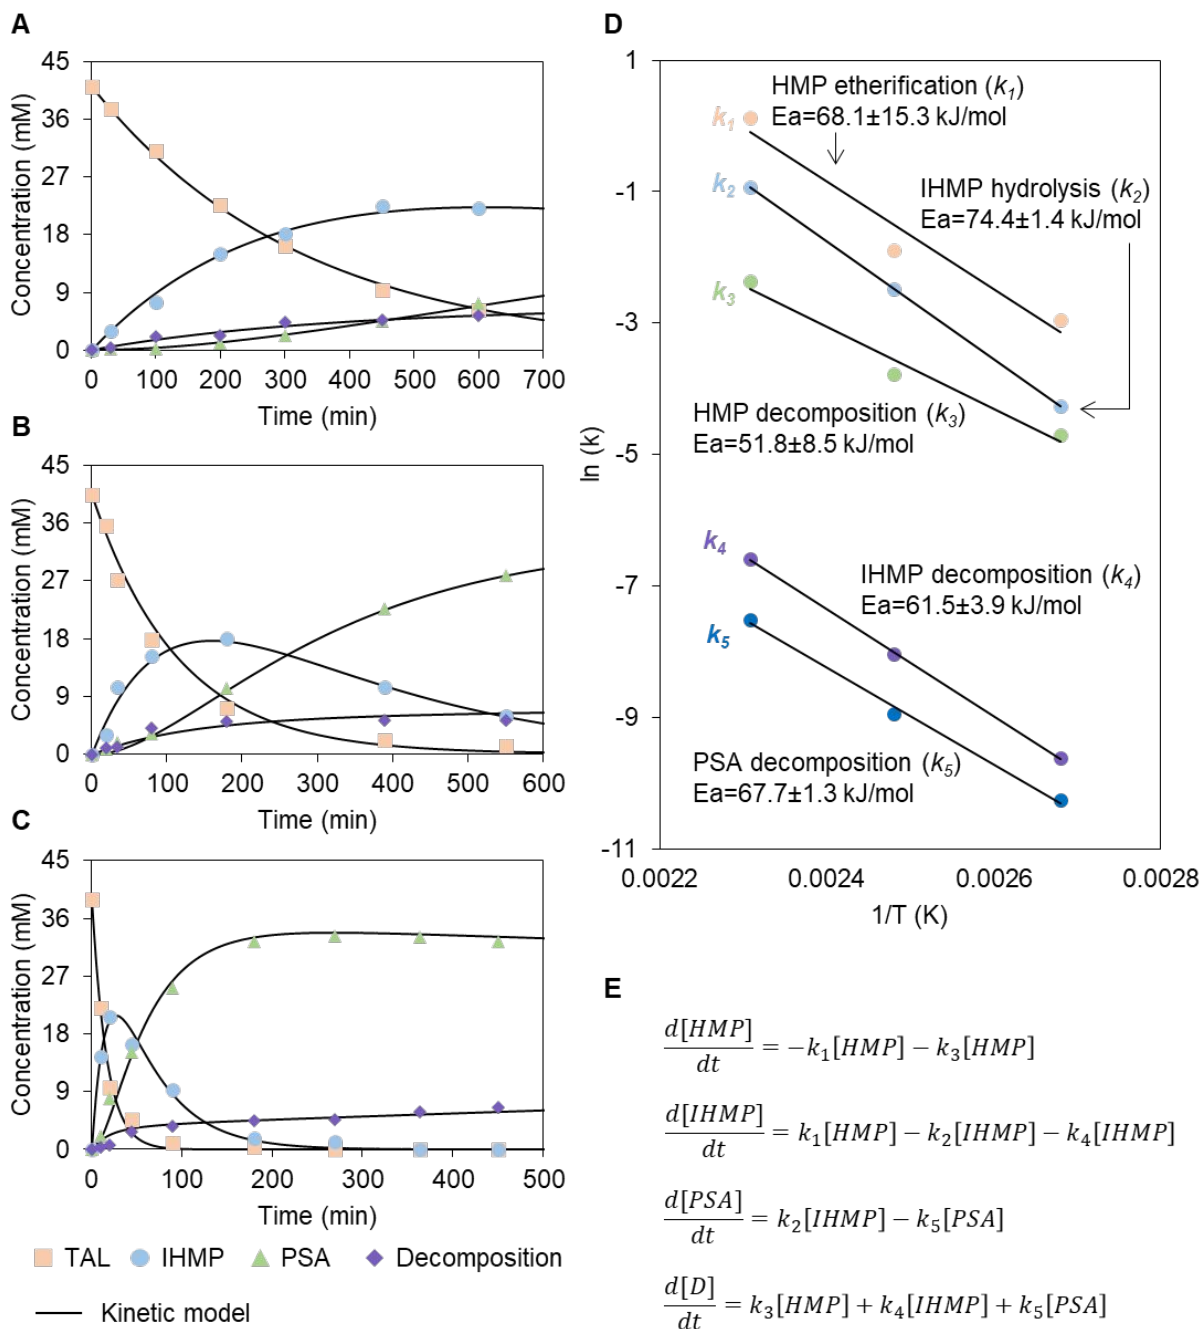 A
45
36
27
18
9
0
Concentration (mM)
0 100 200 300 400 500 600 700
Time (min)
B
45
36
27
18
9
0
Concentration (mM)
0 100 200 300 400 500 600
Time (min)
C
45
36
27
18
9
0
Concentration (mM)
0 100 200 300 400 500
Time (min)
TAL IHMP PSA Decomposition
Kinetic model
D
1
-1
-3
-5
-7
-9
-11
ln (k)
HMP etherification (k₁)
Ea=68.1±15.3 kJ/mol
k₁
k₂
IHMP hydrolysis (k₂)
Ea=74.4±1.4 kJ/mol
k₃
HMP decomposition (k₃)
Ea=51.8±8.5 kJ/mol
k₄
IHMP decomposition (k₄)
Ea=61.5±3.9 kJ/mol
k₅
PSA decomposition (k₅)
Ea=67.7±1.3 kJ/mol
0.0022 0.0024 0.0026 0.0028
1/T (K)
E
d[HMP]/dt = −k₁[HMP] − k₃[HMP]
d[IHMP]/dt = k₁[HMP] − k₂[IHMP] − k₄[IHMP]
d[PSA]/dt = k₂[IHMP] − k₅[PSA]
d[D]/dt = k₃[HMP] + k₄[IHMP] + k₅[PSA]